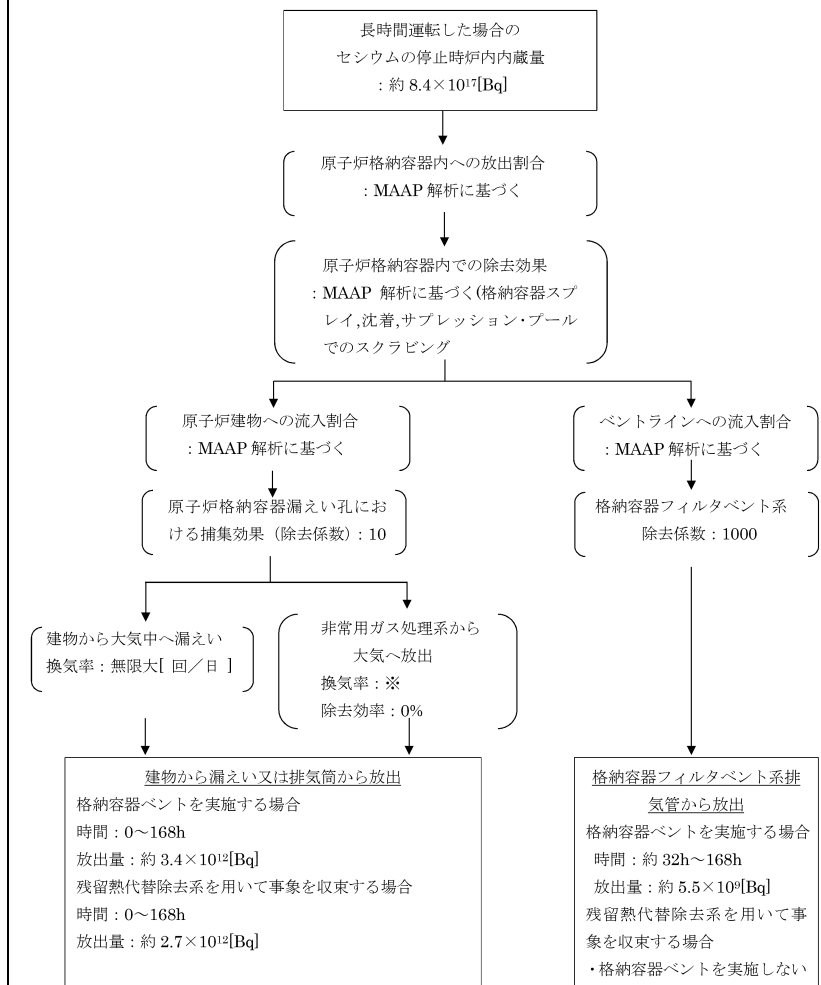 長時間運転した場合の
セシウムの停止時炉内内蔵量
：約 8.4×10¹⁷[Bq]
原子炉格納容器内への放出割合
：MAAP 解析に基づく
原子炉格納容器内での除去効果
：MAAP 解析に基づく(格納容器スプ
レイ,沈着,サプレッション・プール
でのスクラビング
原子炉建物への流入割合
：MAAP 解析に基づく
原子炉格納容器漏えい孔にお
ける捕集効果（除去係数）：10
建物から大気中へ漏えい
換気率：無限大[ 回／日 ]
非常用ガス処理系から
大気へ放出
換気率：※
除去効率：0%
ベントラインへの流入割合
：MAAP 解析に基づく
格納容器フィルタベント系
除去係数：1000
建物から漏えい又は排気筒から放出
格納容器ベントを実施する場合
時間：0～168h
放出量：約 3.4×10¹²[Bq]
残留熱代替除去系を用いて事象を収束する場合
時間：0～168h
放出量：約 2.7×10¹²[Bq]
格納容器フィルタベント系排
気管から放出
格納容器ベントを実施する場合
時間：約 32h～168h
放出量：約 5.5×10⁹[Bq]
残留熱代替除去系を用いて事
象を収束する場合
・格納容器ベントを実施しない